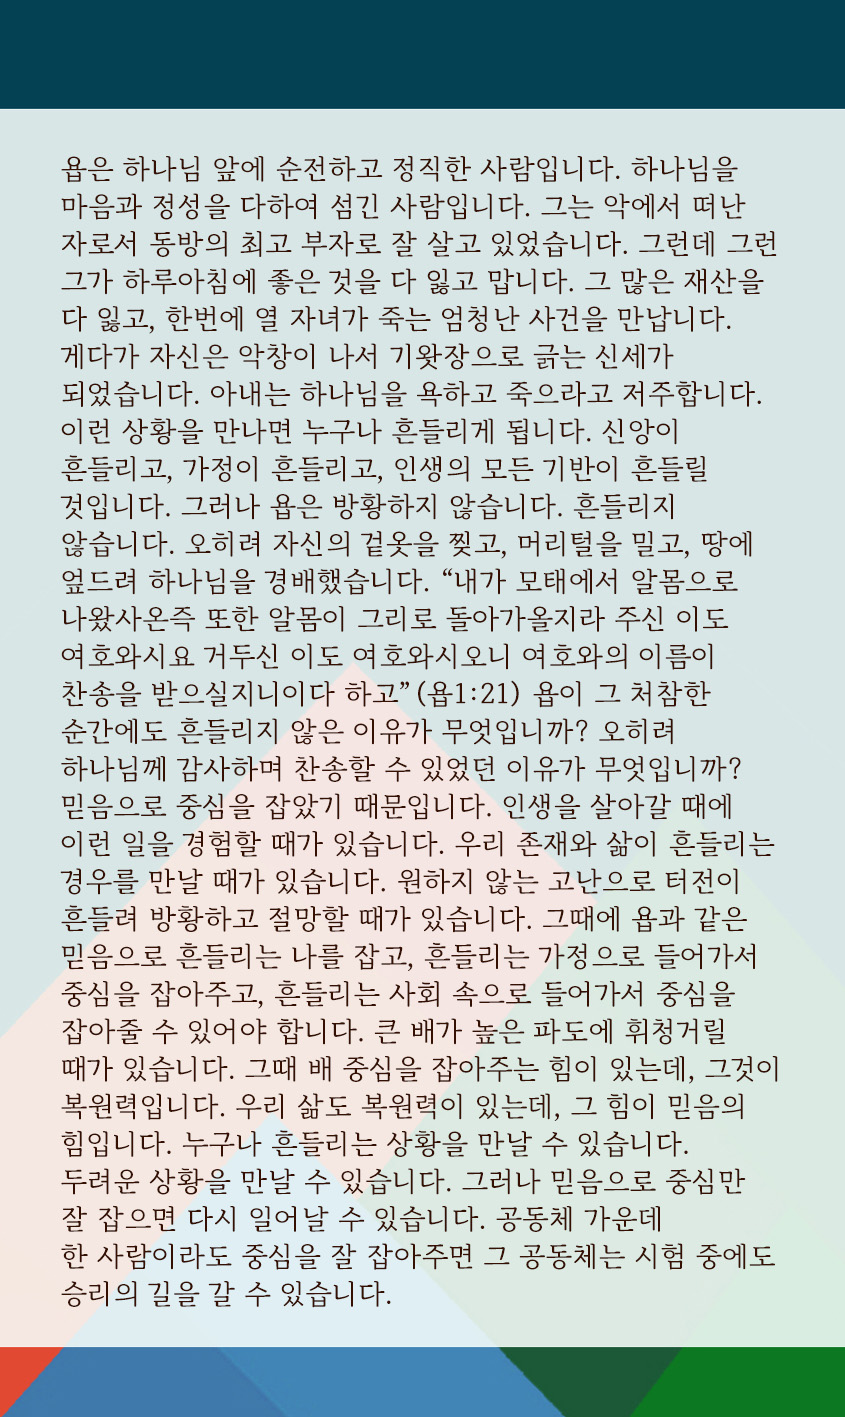 욥은 하나님 앞에 순전하고 정직한 사람입니다. 하나님을
마음과 정성을 다하여 섬긴 사람입니다. 그는 악에서 떠난
자로서 동방의 최고 부자로 잘 살고 있었습니다. 그런데 그런
그가 하루아침에 좋은 것을 다 잃고 맙니다. 그 많은 재산을
다 잃고, 한번에 열 자녀가 죽는 엄청난 사건을 만납니다.
게다가 자신은 악창이 나서 기왓장으로 긁는 신세가
되었습니다. 아내는 하나님을 욕하고 죽으라고 저주합니다.
이런 상황을 만나면 누구나 흔들리게 됩니다. 신앙이
흔들리고, 가정이 흔들리고, 인생의 모든 기반이 흔들릴
것입니다. 그러나 욥은 방황하지 않습니다. 흔들리지
않습니다. 오히려 자신의 겉옷을 찢고, 머리털을 밀고, 땅에
엎드려 하나님을 경배했습니다. “내가 모태에서 알몸으로
나왔사온즉 또한 알몸이 그리로 돌아가올지라 주신 이도
여호와시요 거두신 이도 여호와시오니 여호와의 이름이
찬송을 받으실지니이다 하고”(욥1:21) 욥이 그 처참한
순간에도 흔들리지 않은 이유가 무엇입니까? 오히려
하나님께 감사하며 찬송할 수 있었던 이유가 무엇입니까?
믿음으로 중심을 잡았기 때문입니다. 인생을 살아갈 때에
이런 일을 경험할 때가 있습니다. 우리 존재와 삶이 흔들리는
경우를 만날 때가 있습니다. 원하지 않는 고난으로 터전이
흔들려 방황하고 절망할 때가 있습니다. 그때에 욥과 같은
믿음으로 흔들리는 나를 잡고, 흔들리는 가정으로 들어가서
중심을 잡아주고, 흔들리는 사회 속으로 들어가서 중심을
잡아줄 수 있어야 합니다. 큰 배가 높은 파도에 휘청거릴
때가 있습니다. 그때 배 중심을 잡아주는 힘이 있는데, 그것이
복원력입니다. 우리 삶도 복원력이 있는데, 그 힘이 믿음의
힘입니다. 누구나 흔들리는 상황을 만날 수 있습니다.
두려운 상황을 만날 수 있습니다. 그러나 믿음으로 중심만
잘 잡으면 다시 일어날 수 있습니다. 공동체 가운데
한 사람이라도 중심을 잘 잡아주면 그 공동체는 시험 중에도
승리의 길을 갈 수 있습니다.